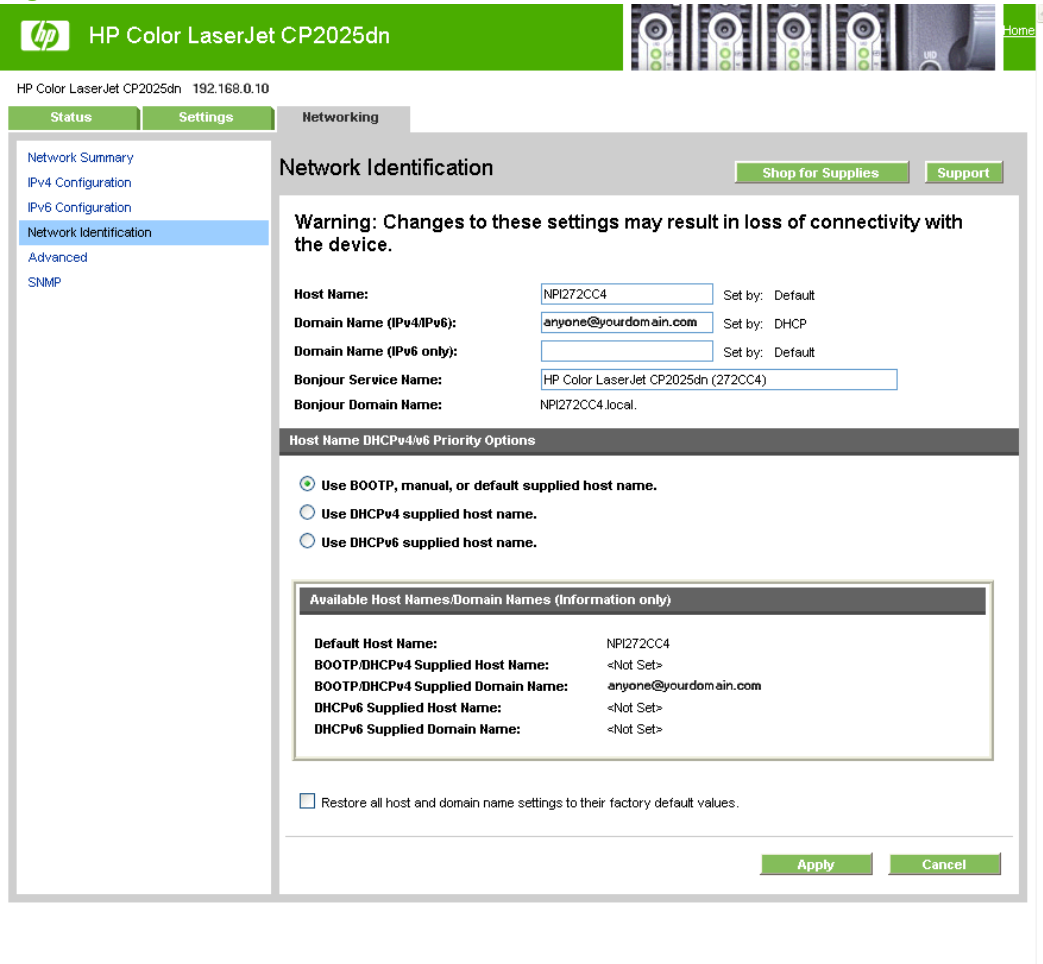 hp HP Color LaserJet CP2025dn
UID
Home
HP Color LaserJet CP2025dn 192.168.0.10
Status Settings Networking
Network Summary
IPv4 Configuration
IPv6 Configuration
Network Identification
Advanced
SNMP
Network Identification
Shop for Supplies Support
Warning: Changes to these settings may result in loss of connectivity with
the device.
Host Name: NPI272CC4 Set by: Default
Domain Name (IPv4/IPv6): anyone@yourdomain.com Set by: DHCP
Domain Name (IPv6 only): Set by: Default
Bonjour Service Name: HP Color LaserJet CP2025dn (272CC4)
Bonjour Domain Name: NPI272CC4.local.
Host Name DHCPv4/v6 Priority Options
Use BOOTP, manual, or default supplied host name.
Use DHCPv4 supplied host name.
Use DHCPv6 supplied host name.
Available Host Names/Domain Names (Information only)
Default Host Name: NPI272CC4
BOOTP/DHCPv4 Supplied Host Name: <Not Set>
BOOTP/DHCPv4 Supplied Domain Name: anyone@yourdomain.com
DHCPv6 Supplied Host Name: <Not Set>
DHCPv6 Supplied Domain Name: <Not Set>
Restore all host and domain name settings to their factory default values.
Apply Cancel